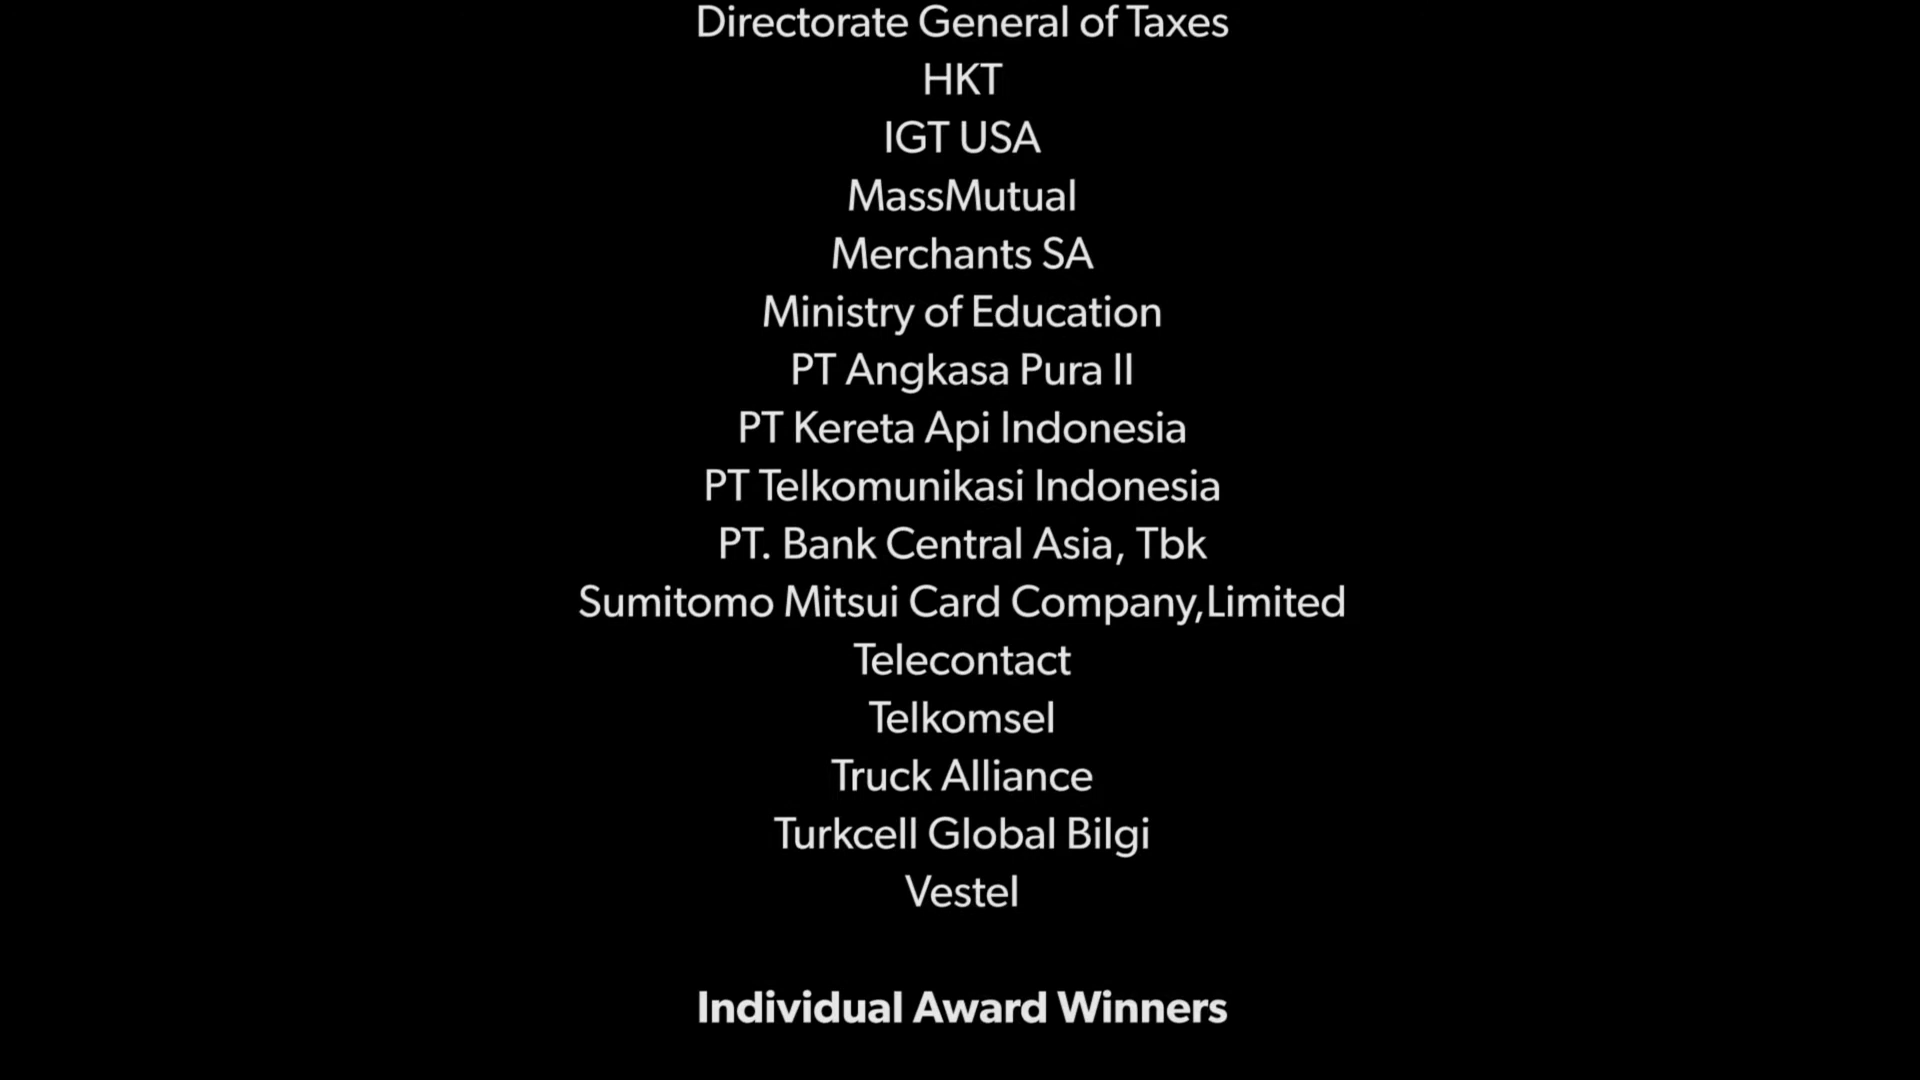 Directorate General of Taxes
HKT
IGT USA
MassMutual
Merchants SA
Ministry of Education
PT Angkasa Pura II
PT Kereta Api Indonesia
PT Telkomunikasi Indonesia
PT. Bank Central Asia, Tbk
Sumitomo Mitsui Card Company,Limited
Telecontact
Telkomsel
Truck Alliance
Turkcell Global Bilgi
Vestel
Individual Award Winners